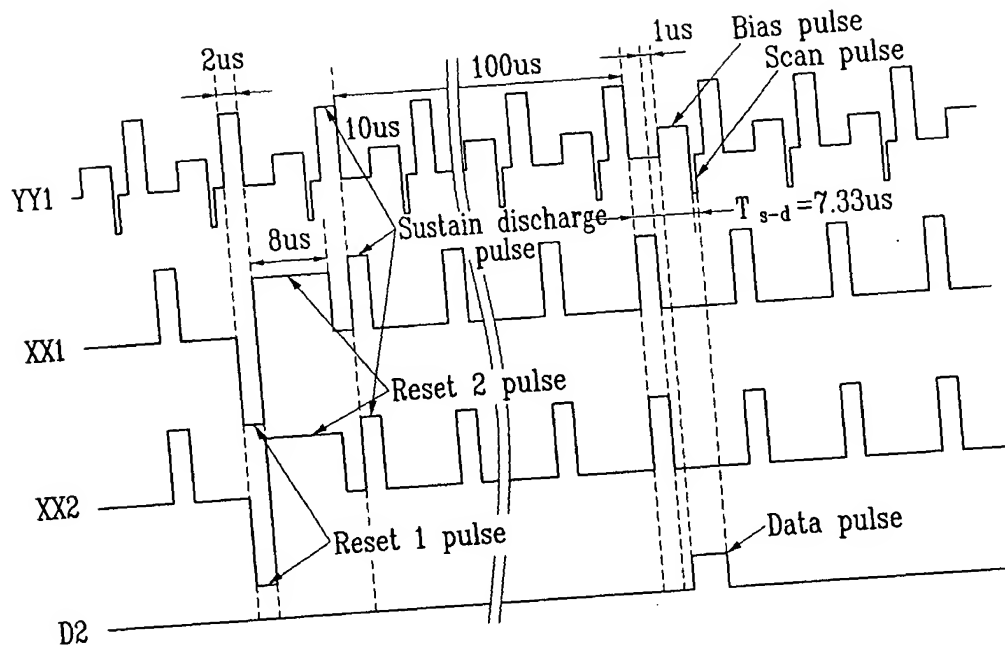 Bias pulse
1us
Scan pulse
2us
100us
10us
YY1
T s-d =7.33us
Sustain discharge
pulse
8us
XX1
Reset 2 pulse
XX2
Reset 1 pulse
Data pulse
D2